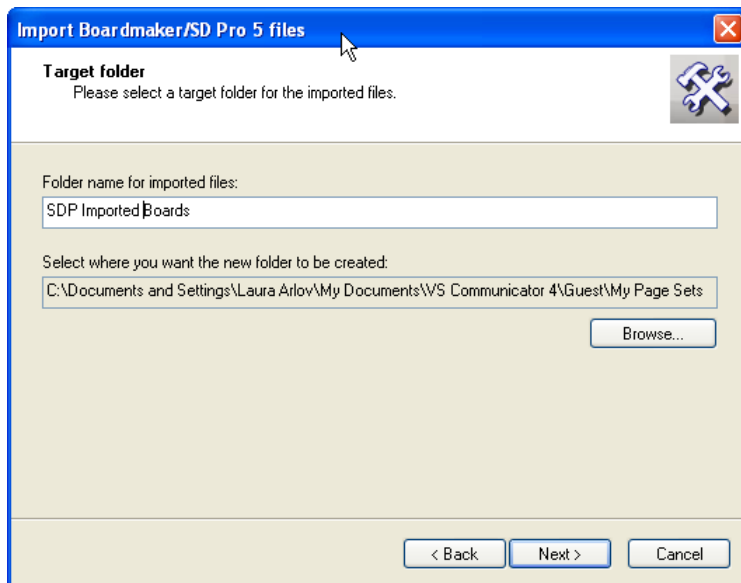 Import Boardmaker/SD Pro 5 files
Target folder
Please select a target folder for the imported files.
Folder name for imported files:
SDP Imported Boards
Select where you want the new folder to be created:
C:\Documents and Settings\Laura Arlov\My Documents\VS Communicator 4\Guest\My Page Sets
Browse...
< Back Next > Cancel